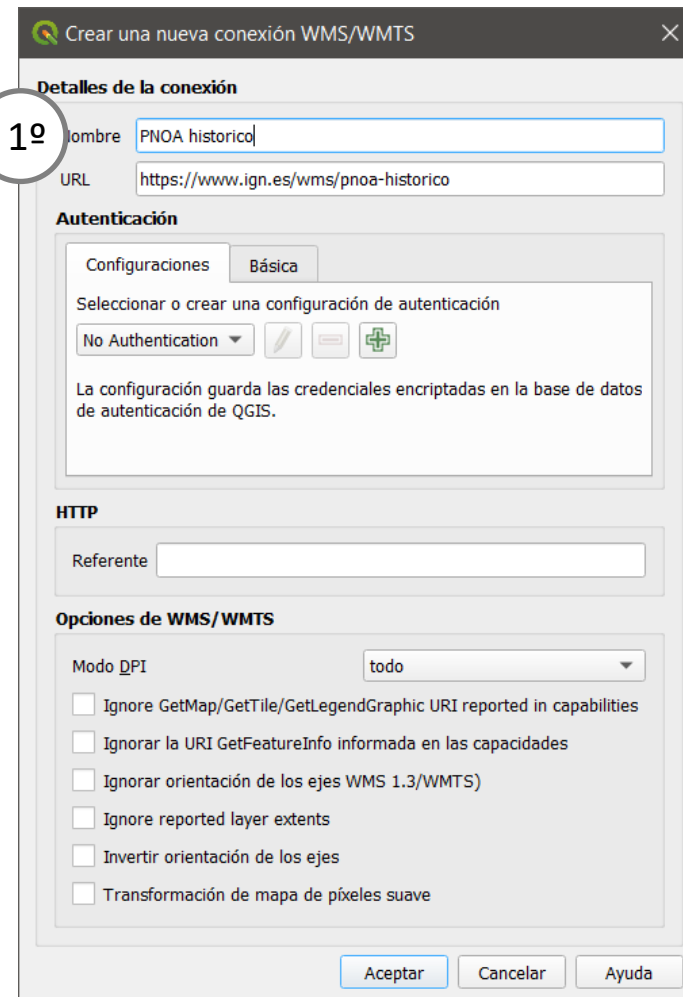 Crear una nueva conexión WMS/WMTS
Detalles de la conexión
1º
Nombre PNOA historico
URL https://www.ign.es/wms/pnoa-historico
Autenticación
Configuraciones Básica
Seleccionar o crear una configuración de autenticación
No Authentication
La configuración guarda las credenciales encriptadas en la base de datos
de autenticación de QGIS.
HTTP
Referente
Opciones de WMS/WMTS
Modo DPI todo
Ignore GetMap/GetTile/GetLegendGraphic URI reported in capabilities
Ignorar la URI GetFeatureInfo informada en las capacidades
Ignorar orientación de los ejes WMS 1.3/WMTS)
Ignore reported layer extents
Invertir orientación de los ejes
Transformación de mapa de píxeles suave
Aceptar Cancelar Ayuda